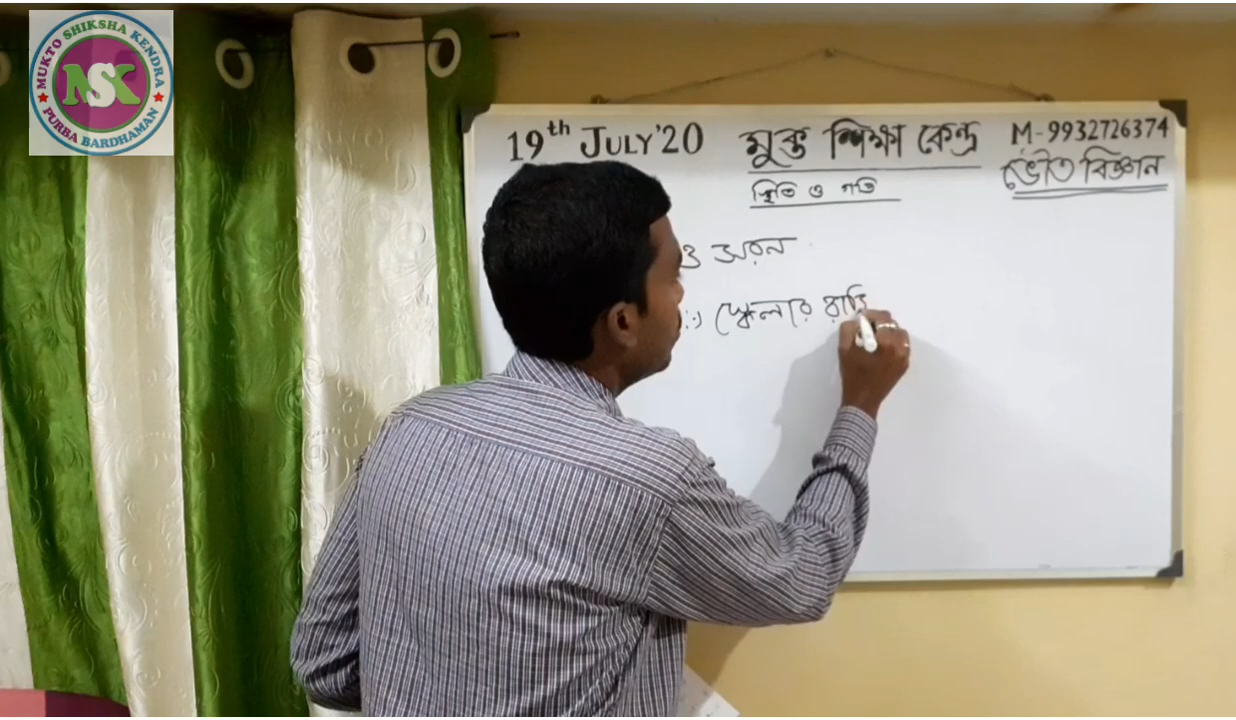 MUKTO SHIKSHA KENDRA
MSK
PURBA BARDHAMAN
19th JULY'20
মুক্ত শিক্ষা কেন্দ্র
M-9932726374
ভৌত বিজ্ঞান
স্থিতি ও গতি
ও সরন
স্কেলার রাশি